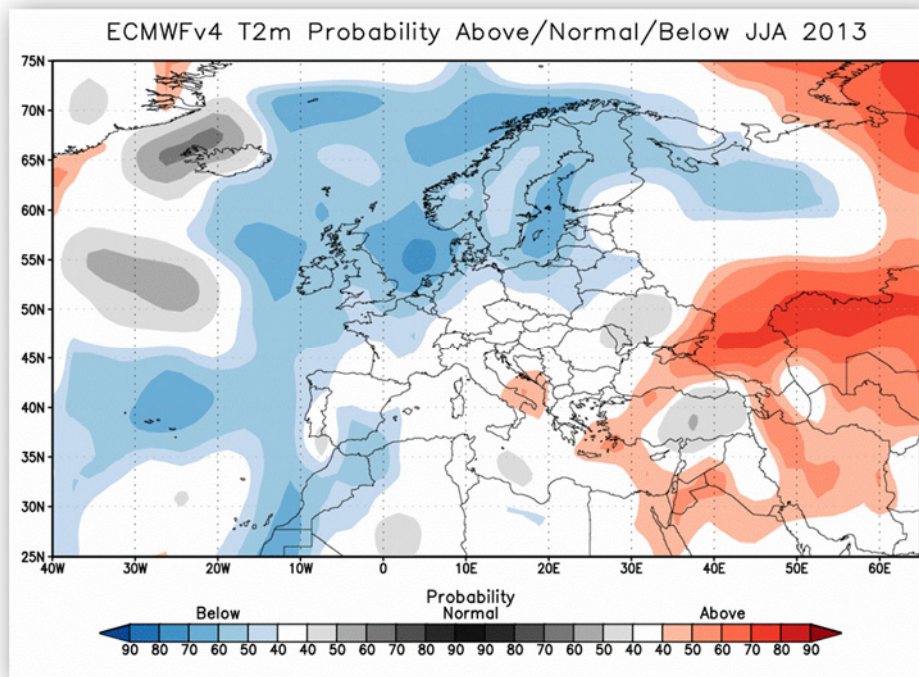 ECMWFv4 T2m Probability Above/Normal/Below JJA 2013
75N
70N
65N
60N
55N
50N
45N
40N
35N
30N
25N
40W 30W 20W 10W 0 10E 20E 30E 40E 50E 60E
Probability
Below Normal Above
90 80 70 60 50 40 40 50 60 70 80 90 80 70 60 50 40 40 50 60 70 80 90